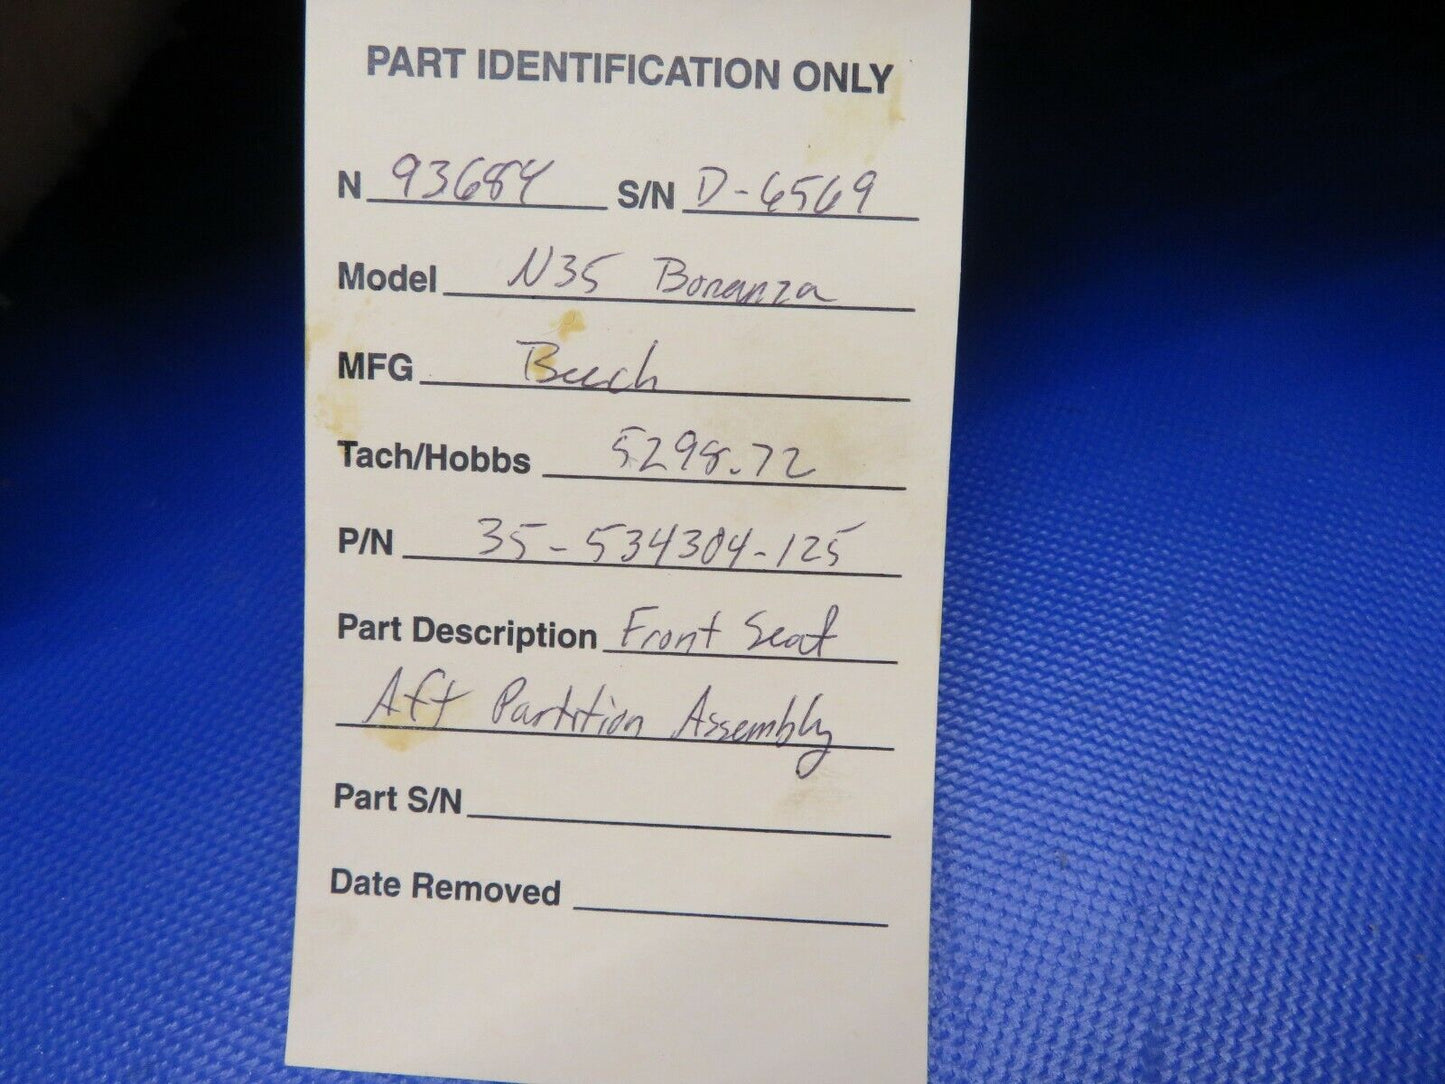 PART IDENTIFICATION ONLY
N 93684 S/N D-6569
Model N35 Bonanza
MFG Beech
Tach/Hobbs 5298.72
P/N 35-534304-125
Part Description Front Seat
Aft Partition Assembly
Part S/N
Date Removed